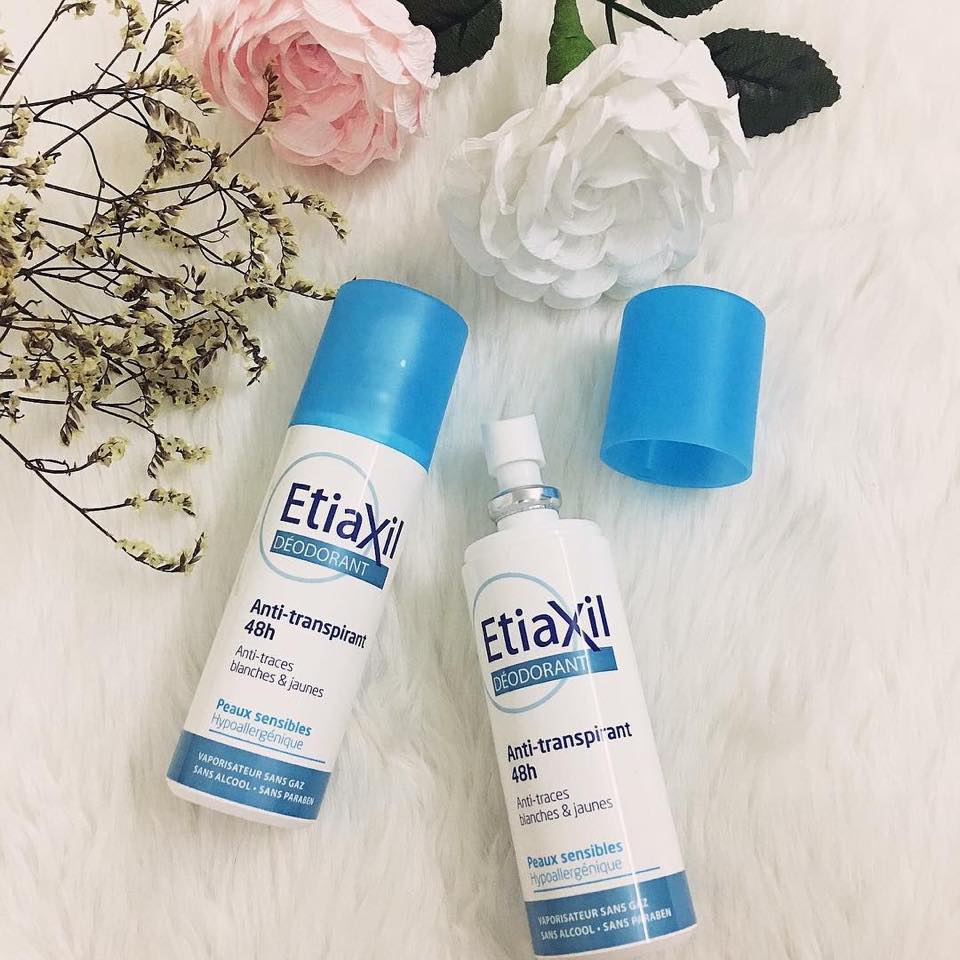 EtiaXil
DÉODORANT
Anti-transpirant
48h
Anti-traces
blanches & jaunes
Peaux sensibles
Hypoallergénique
VAPORISATEUR SANS GAZ
SANS ALCOOL • SANS PARABEN
EtiaXil
DÉODORANT
Anti-transpirant
48h
Anti-traces
blanches & jaunes
Peaux sensibles
Hypoallergénique
VAPORISATEUR SANS GAZ
SANS ALCOOL • SANS PARABEN